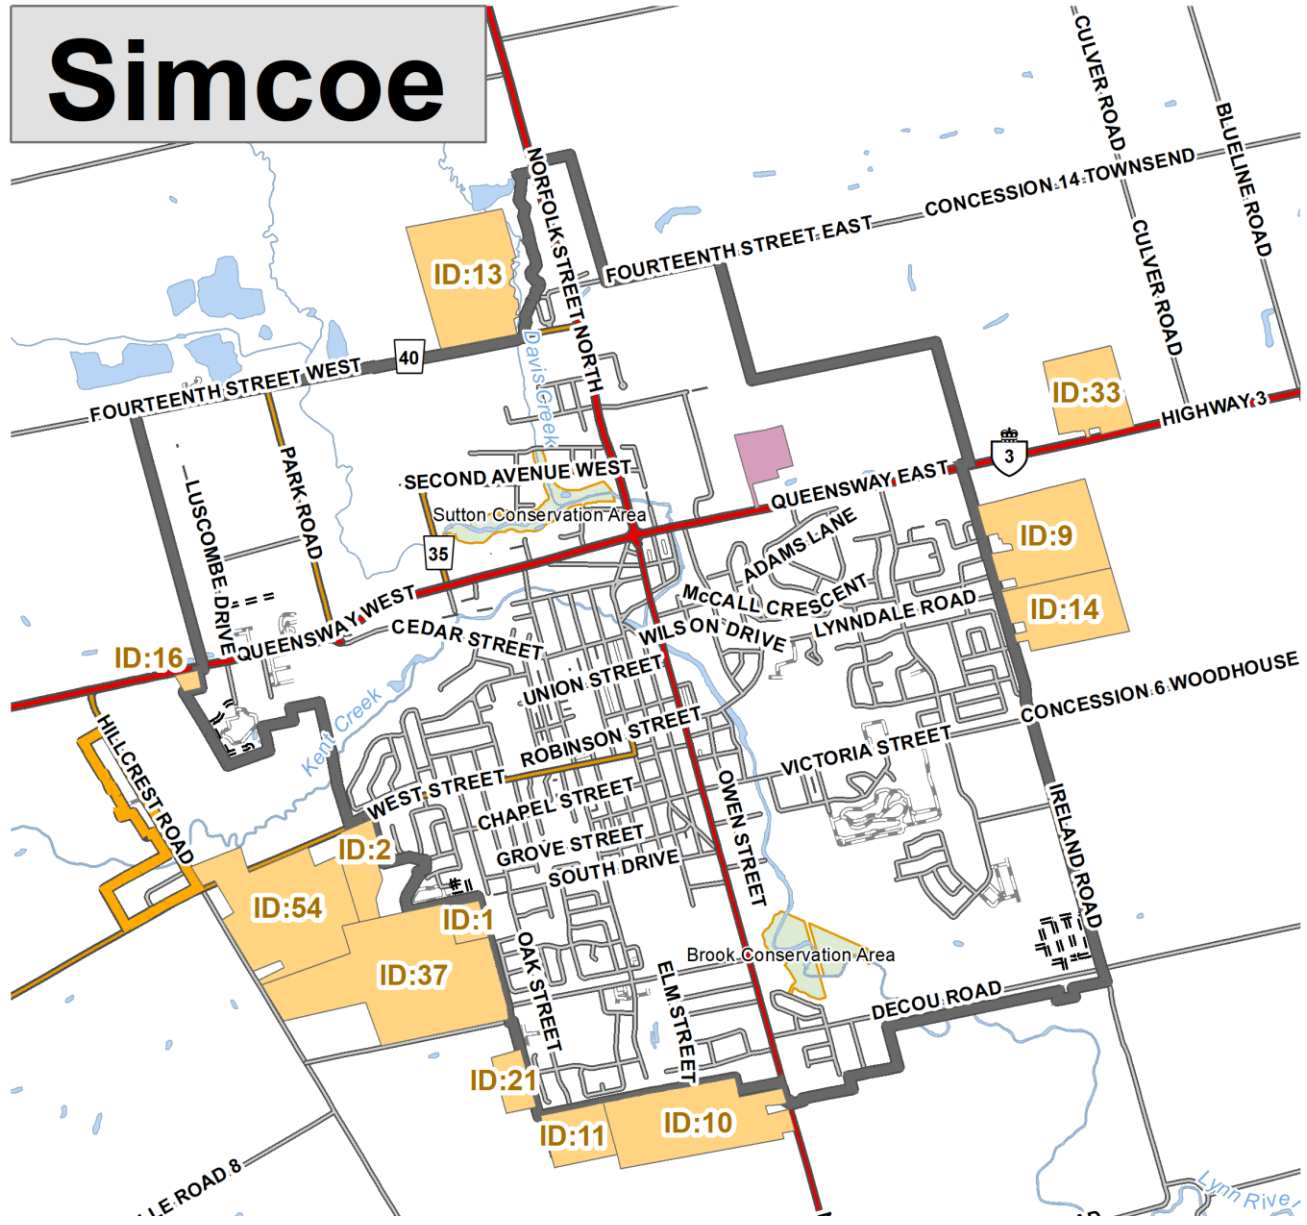 Simcoe
CULVER ROAD
BLUELINE ROAD
NORFOLK STREET NORTH
CONCESSION 14 TOWNSEND
FOURTEENTH STREET EAST
CULVER ROAD
ID:13
40
FOURTEENTH STREET WEST
Davis Creek
ID:33
HIGHWAY 3
3
PARK ROAD
LUSCOMBE DRIVE
SECOND AVENUE WEST
QUEENSWAY EAST
Sutton Conservation Area
35
ADAMS LANE
ID:9
McCALL CRESCENT
LYNNDALE ROAD
ID:14
QUEENSWAY WEST
CEDAR STREET
WILSON DRIVE
ID:16
UNION STREET
CONCESSION 6 WOODHOUSE
Kent Creek
HILLCREST ROAD
ROBINSON STREET
VICTORIA STREET
WEST STREET
CHAPEL STREET
OWEN STREET
IRELAND ROAD
ID:2
GROVE STREET
SOUTH DRIVE
ID:54
ID:1
OAK STREET
Brook Conservation Area
ID:37
ELM STREET
DECOU ROAD
ID:21
ID:11
ID:10
LLE ROAD 8
Lynn Rive